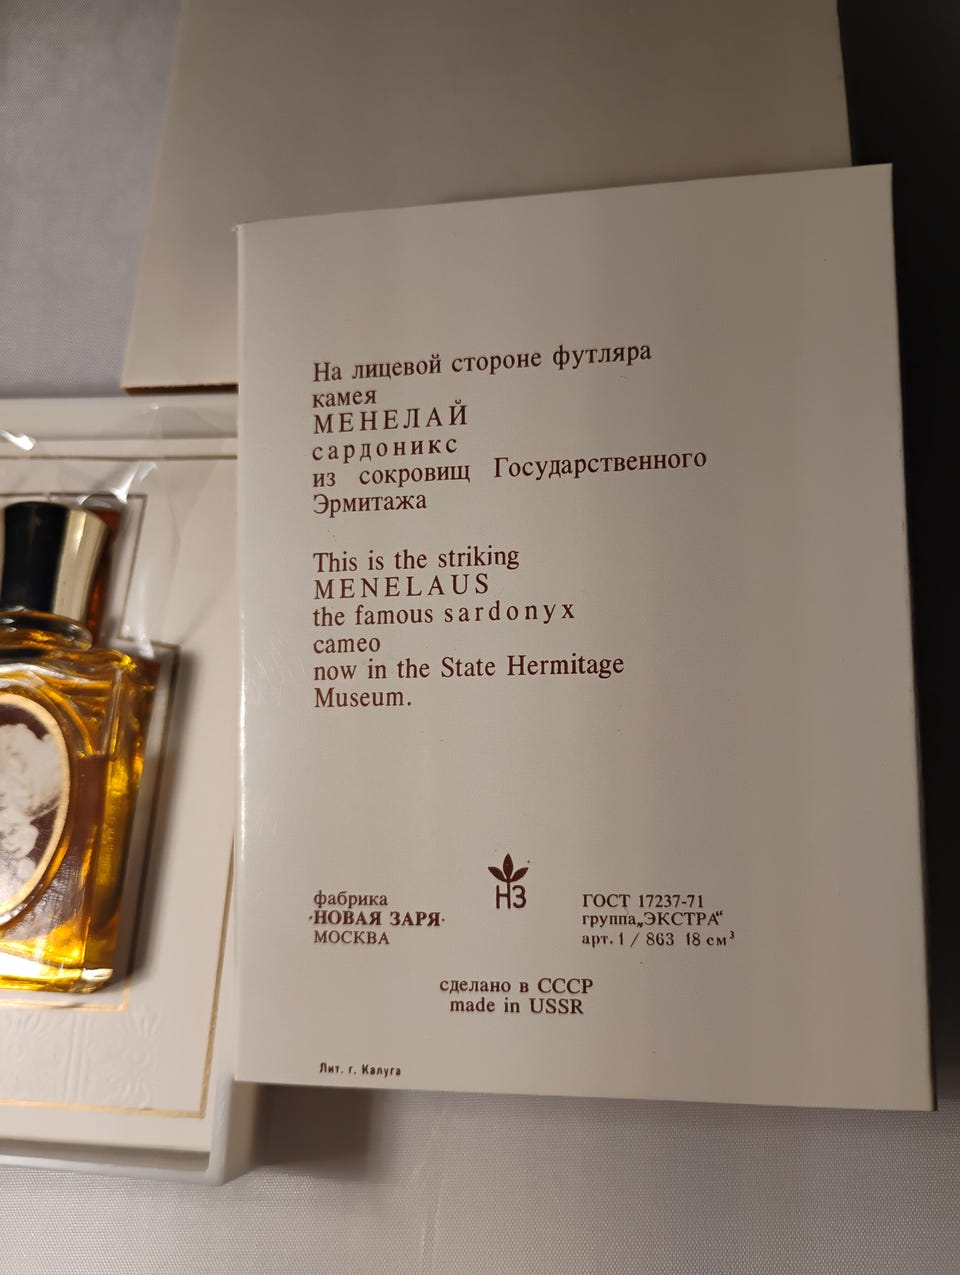 На лицевой стороне футляра
камея
МЕНЕЛАЙ
сардоникс
из сокровищ Государственного
Эрмитажа
This is the striking
MENELAUS
the famous sardonyx
cameo
now in the State Hermitage
Museum.
НЗ
фабрика
·НОВАЯ ЗАРЯ·
МОСКВА
ГОСТ 17237-71
группа„ЭКСТРА“
арт. 1 / 863 18 см³
сделано в СССР
made in USSR
Лит. г. Калуга